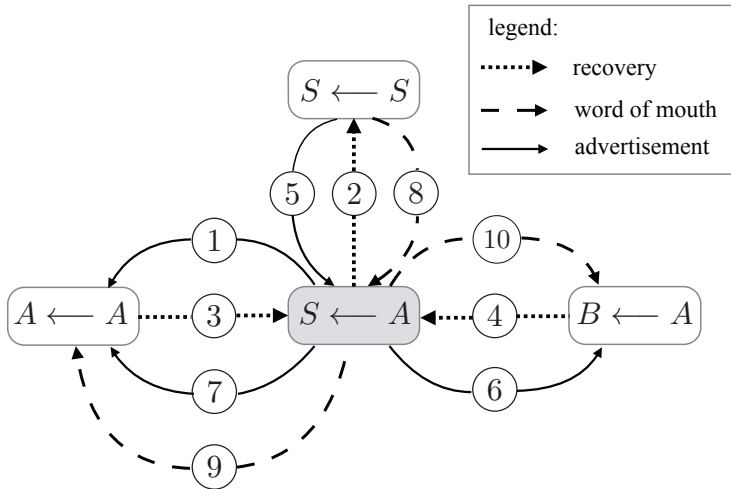 legend:
recovery
word of mouth
advertisement
S ⟵ S
5 2 8
1 10
A ⟵ A 3 S ⟵ A 4 B ⟵ A
7 6
9